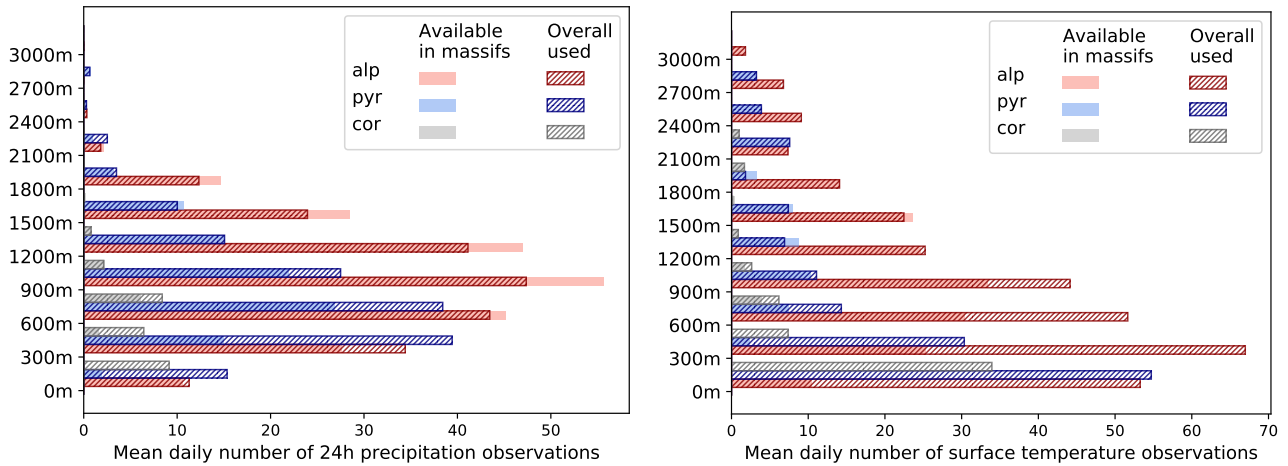 3000m
2700m
2400m
2100m
1800m
1500m
1200m
900m
600m
300m
0m
Available in massifs
Overall used
alp
pyr
cor
0 10 20 30 40 50
Mean daily number of 24h precipitation observations
3000m
2700m
2400m
2100m
1800m
1500m
1200m
900m
600m
300m
0m
Available in massifs
Overall used
alp
pyr
cor
0 10 20 30 40 50 60 70
Mean daily number of surface temperature observations